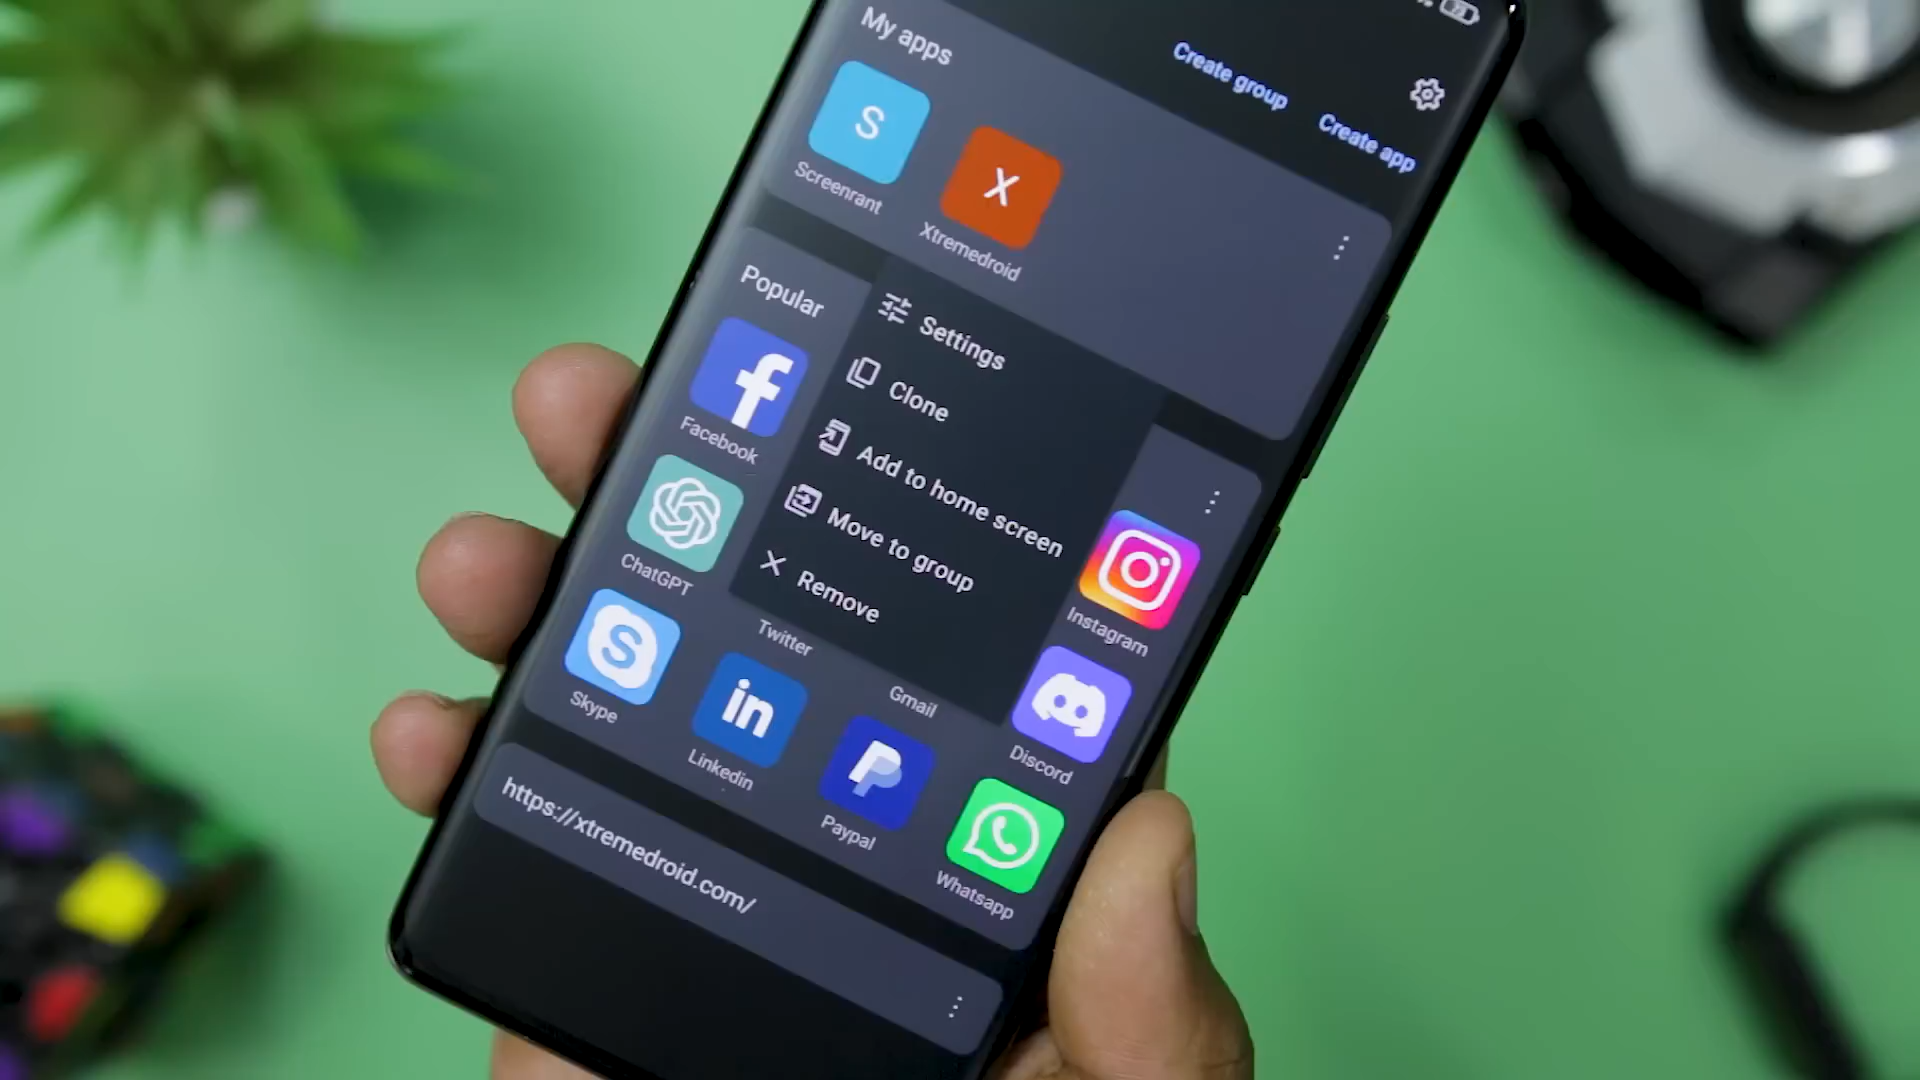 My apps
Create group
Create app
S
Screenrant
X
Xtremedroid
Popular
Settings
Clone
Add to home screen
Move to group
Remove
f
Facebook
Instagram
ChatGPT
Twitter
Gmail
Discord
S
Skype
in
Linkedin
P
Paypal
Whatsapp
https://xtremedroid.com/